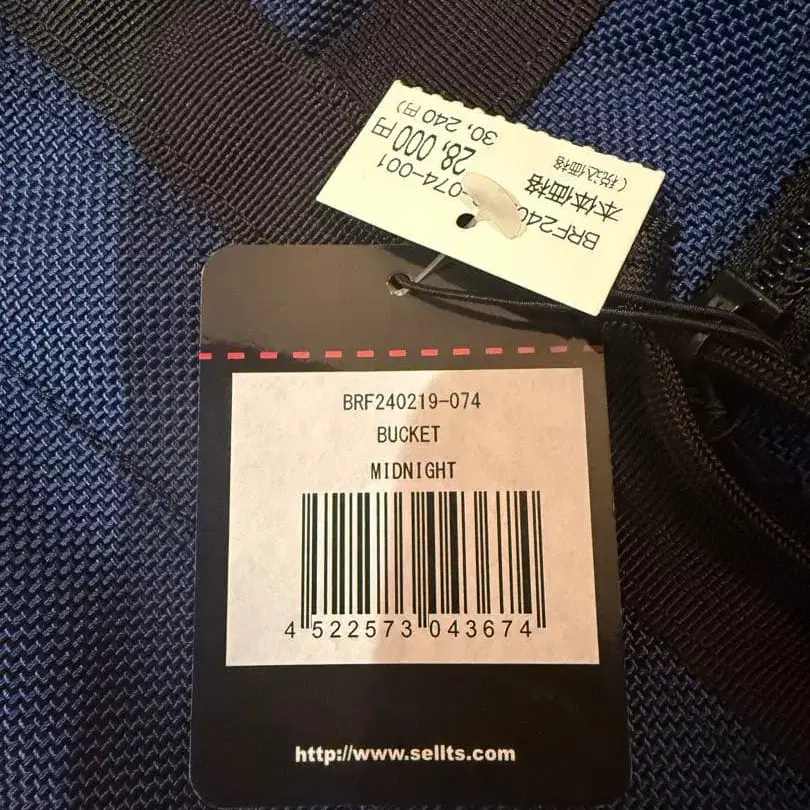 BRF240 -074-001
本体価格 28,000円
(税込価格 30,240円)
BRF240219-074
BUCKET
MIDNIGHT
4 522573 043674
http://www.sellts.com